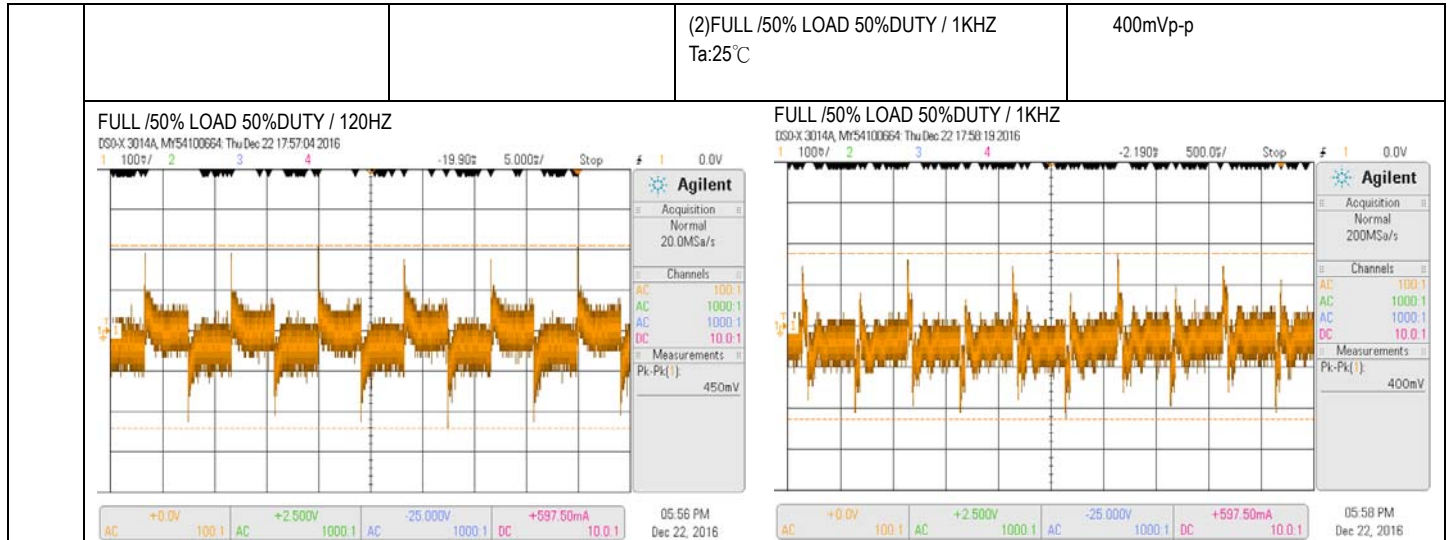 (2)FULL /50% LOAD 50%DUTY / 1KHZ
Ta:25℃
400mVp-p
FULL /50% LOAD 50%DUTY / 120HZ
DSO-X 3014A, MY54100664: Thu Dec 22 17:57:04 2016
1 100▽/ 2 3 4 -19.90s 5.000s/ Stop 1 0.0V
Agilent
Acquisition
Normal
20.0MSa/s
Channels
AC 100:1
AC 1000:1
AC 1000:1
DC 10.0:1
Measurements
Pk-Pk(1):
450mV
+0.0V +2.500V -25.000V +597.50mA
AC 100:1 AC 1000:1 AC 1000:1 DC 10.0:1
05:56 PM
Dec 22, 2016
FULL /50% LOAD 50%DUTY / 1KHZ
DSO-X 3014A, MY54100664: Thu Dec 22 17:58:19 2016
1 100▽/ 2 3 4 -2.190s 500.0s/ Stop 1 0.0V
Agilent
Acquisition
Normal
200MSa/s
Channels
AC 100:1
AC 1000:1
AC 1000:1
DC 10.0:1
Measurements
Pk-Pk(1):
400mV
+0.0V +2.500V -25.000V +597.50mA
AC 100:1 AC 1000:1 AC 1000:1 DC 10.0:1
05:58 PM
Dec 22, 2016